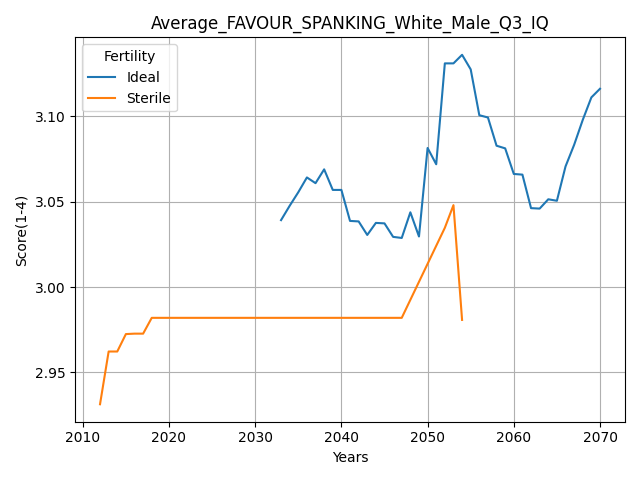 Average_FAVOUR_SPANKING_White_Male_Q3_IQ
Fertility
Ideal
Sterile
3.10
3.05
3.00
2.95
Score(1-4)
2010 2020 2030 2040 2050 2060 2070
Years